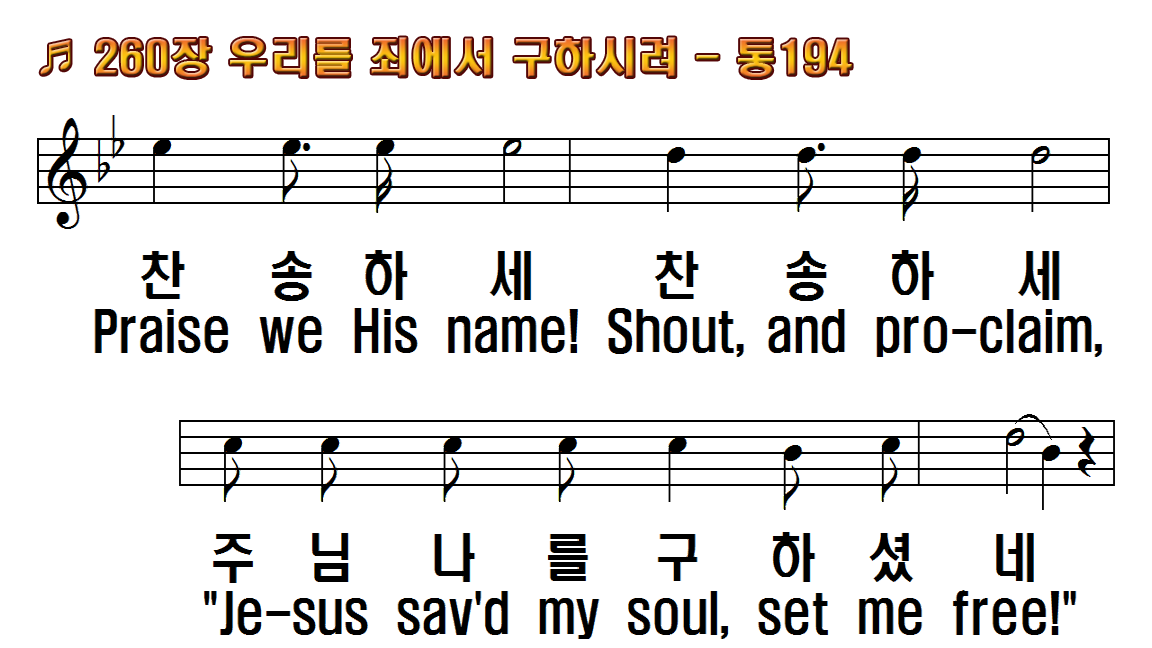 ♬ 260장 우리를 죄에서 구하시려 - 통194
찬 송 하 세 찬 송 하 세
Praise we His name! Shout, and pro-claim,
주 님 나 를 구 하 셨 네
"Je-sus sav'd my soul, set me free!"